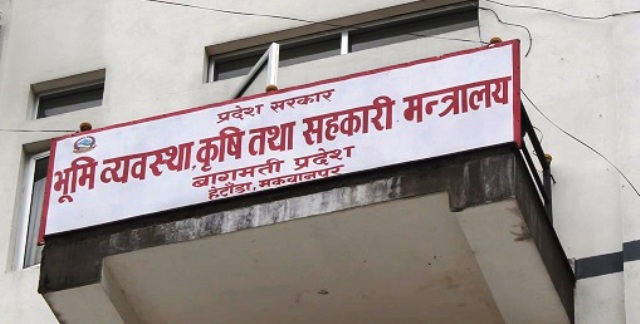 प्रदेश सरकार
भूमि व्यवस्था, कृषि तथा सहकारी मन्त्रालय
बागमती प्रदेश
हेटौंडा, मकवानपुर